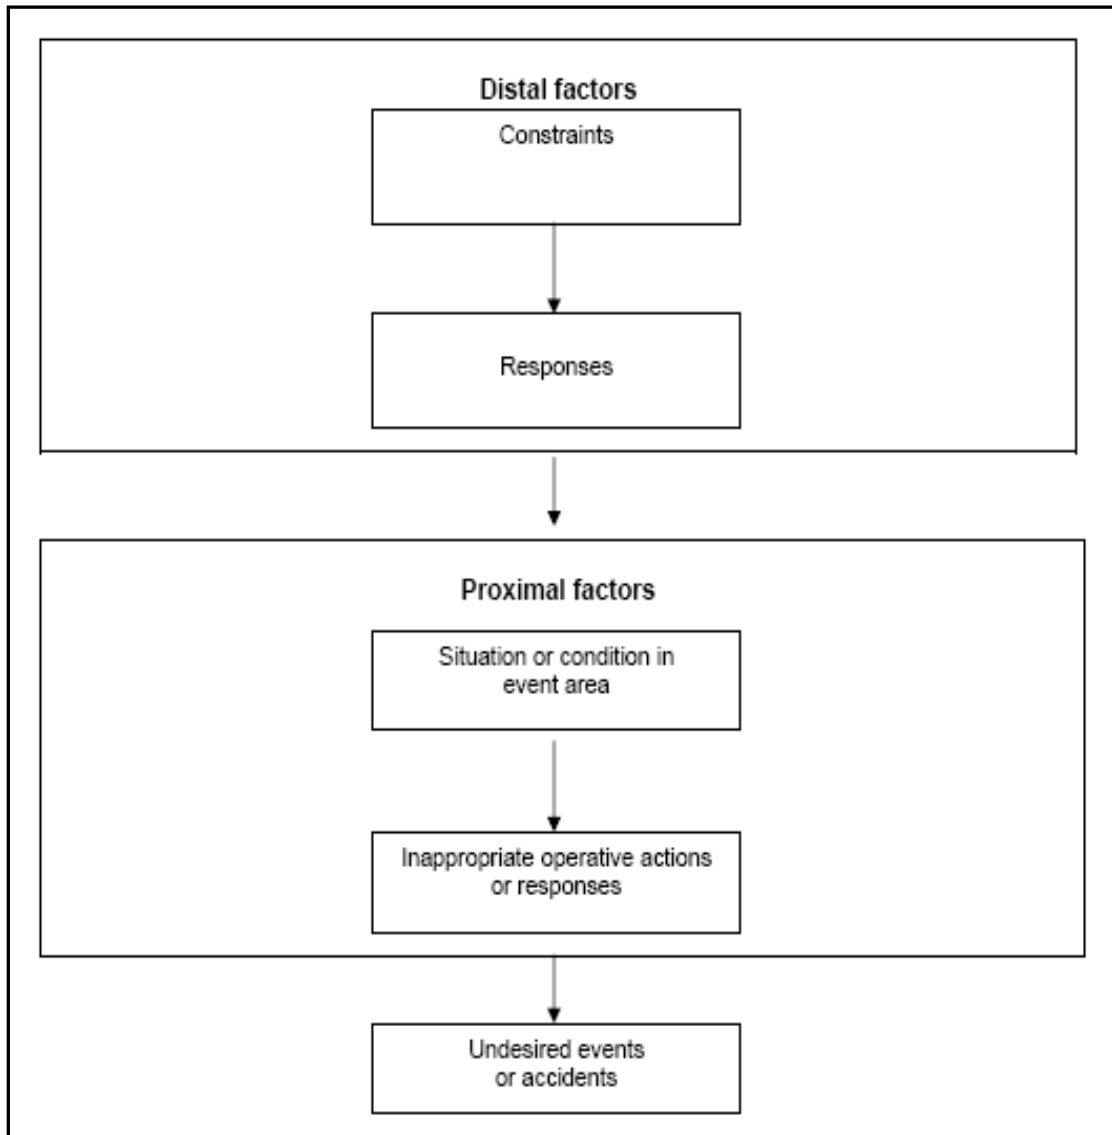 Distal factors
Constraints
Responses
Proximal factors
Situation or condition in
event area
Inappropriate operative actions
or responses
Undesired events
or accidents